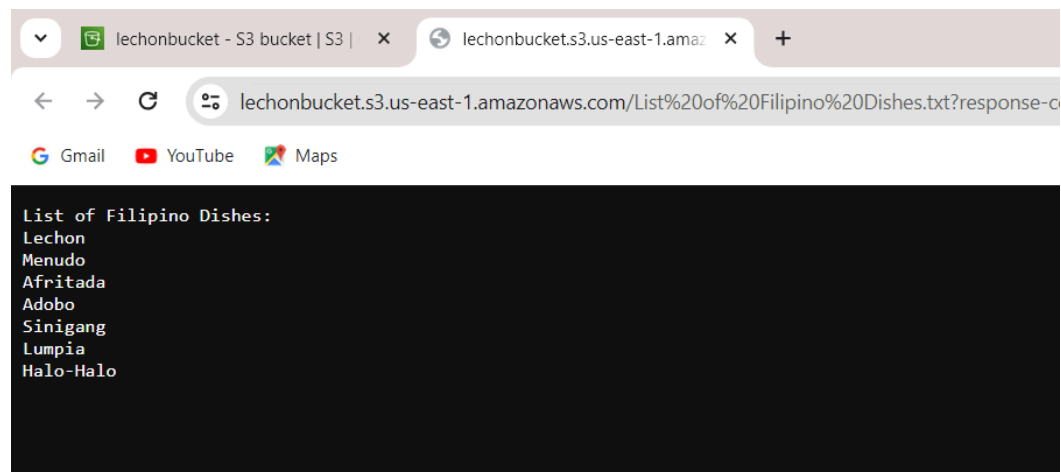 lechonbucket - S3 bucket | S3 |
lechonbucket.s3.us-east-1.amaz
lechonbucket.s3.us-east-1.amazonaws.com/List%20of%20Filipino%20Dishes.txt?response-c
Gmail YouTube Maps
List of Filipino Dishes:
Lechon
Menudo
Afritada
Adobo
Sinigang
Lumpia
Halo-Halo